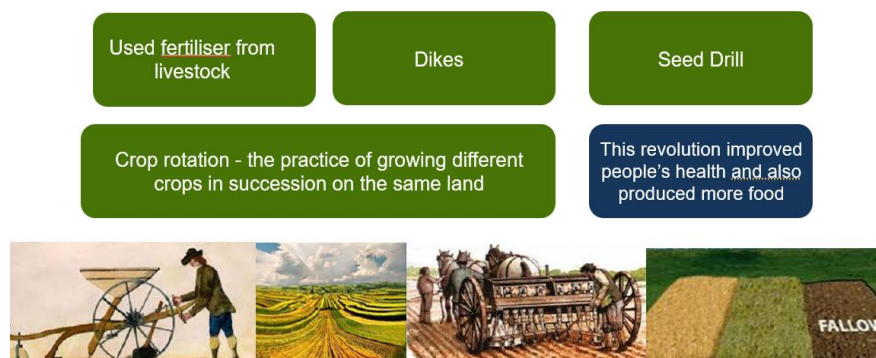 Used fertiliser from
livestock
Dikes
Seed Drill
Crop rotation - the practice of growing different
crops in succession on the same land
This revolution improved
people's health and also
produced more food
FALLOW